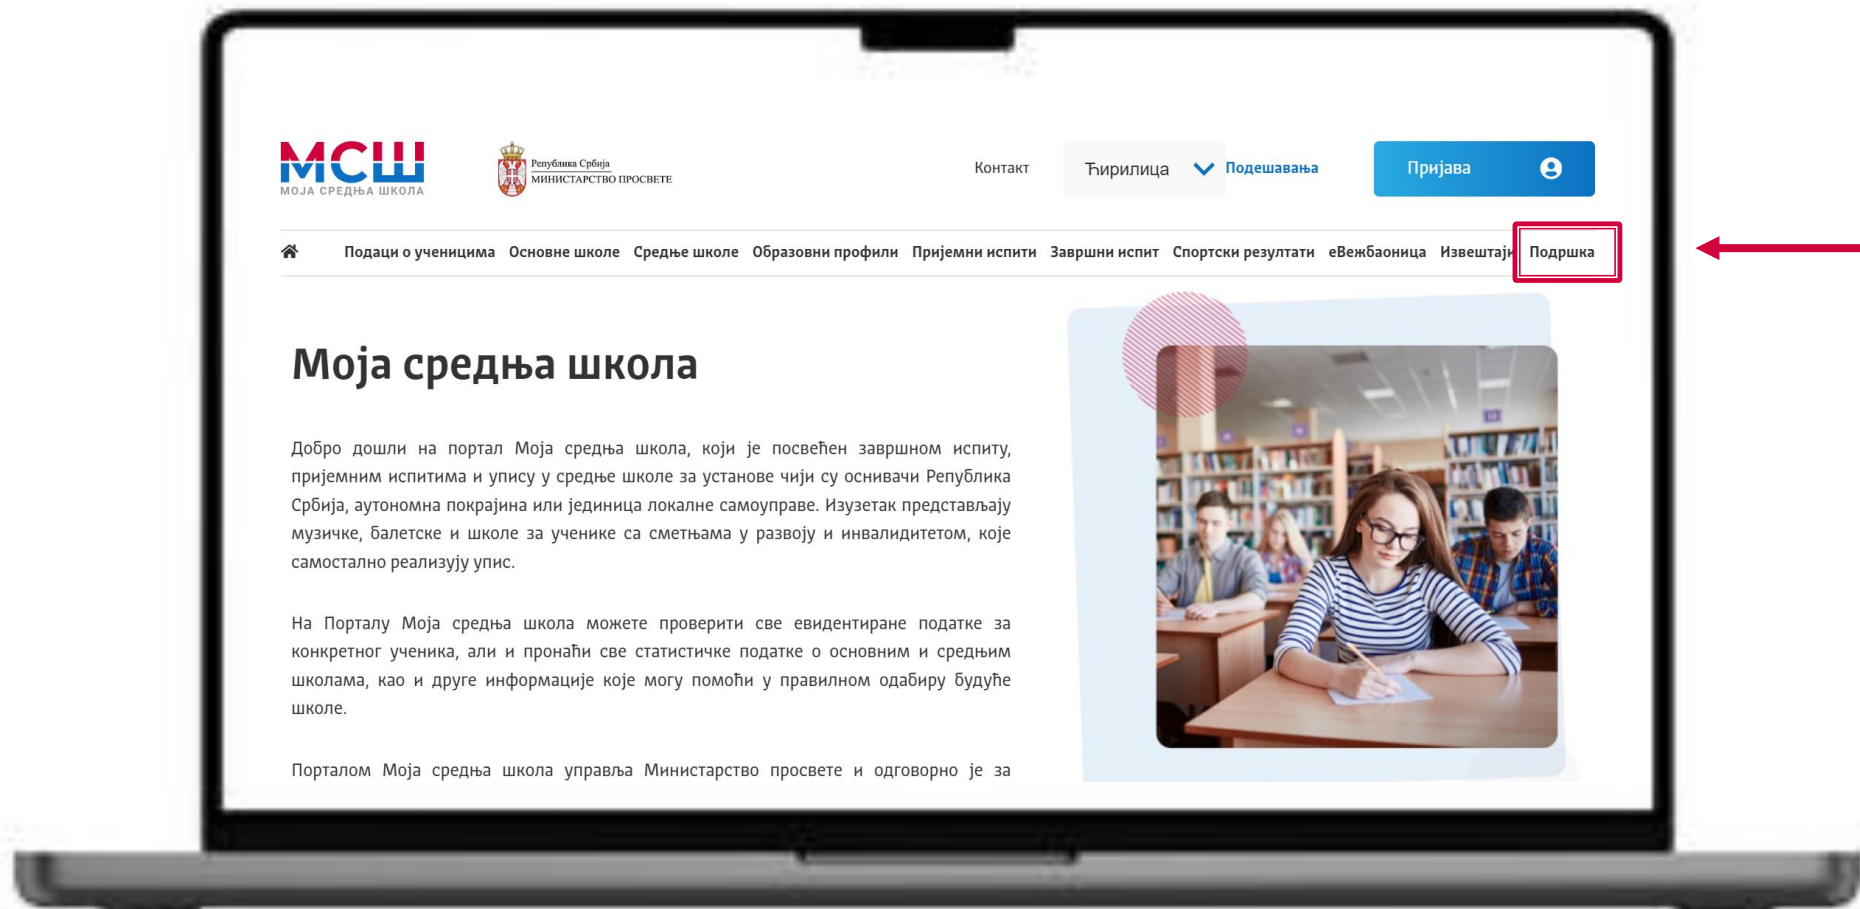 МСШ
МОЈА СРЕДЊА ШКОЛА
Република Србија
МИНИСТАРСТВО ПРОСВЕТЕ
Контакт
Ћирилица
Подешавања
Пријава
Подаци о ученицима Основне школе Средње школе Образовни профили Пријемни испити Завршни испит Спортски резултати еВежбаоница Извештаји Подршка
Моја средња школа
Добро дошли на портал Моја средња школа, који је посвећен завршном испиту,
пријемним испитима и упису у средње школе за установе чији су оснивачи Република
Србија, аутономна покрајина или јединица локалне самоуправе. Изузетак представљају
музичке, балетске и школе за ученике са сметњама у развоју и инвалидитетом, које
самостално реализују упис.
На Порталу Моја средња школа можете проверити све евидентиране податке за
конкретног ученика, али и пронаћи све статистичке податке о основним и средњим
школама, као и друге информације које могу помоћи у правилном одабиру будуће
школе.
Порталом Моја средња школа управља Министарство просвете и одговорно је за